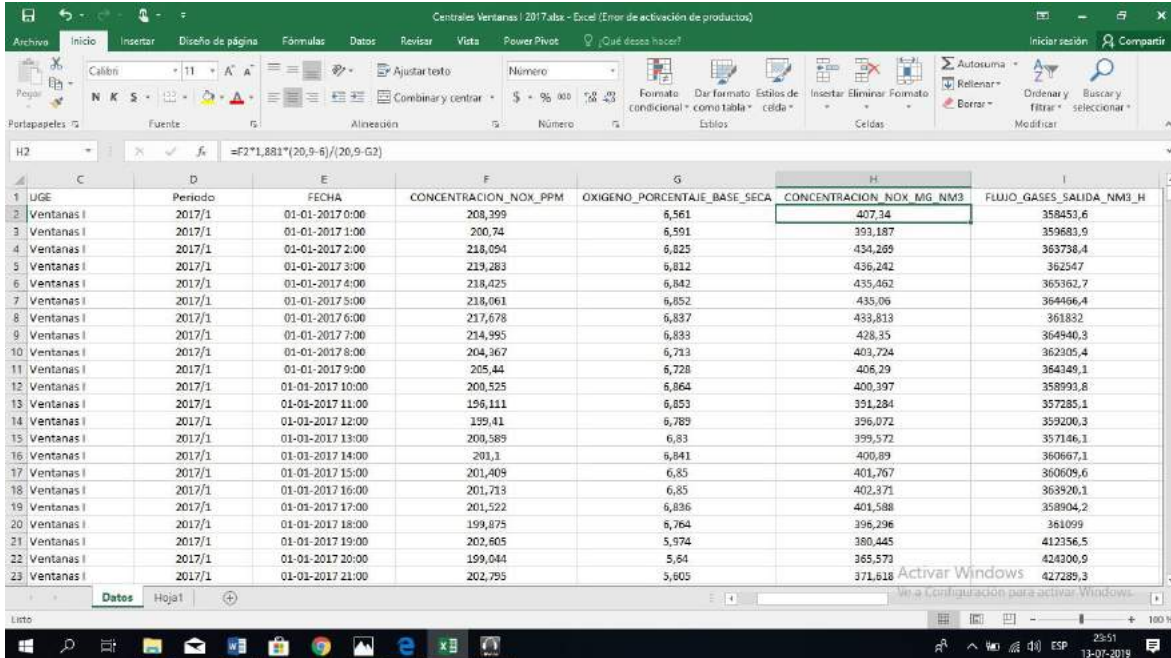 Centrales Ventanas I 2017.xlsx - Excel (Error de activación de productos)
Archivo Inicio Insertar Diseño de página Fórmulas Datos Revisar Vista Power Pivot ¿Qué desea hacer? Iniciar sesión Compartir
Pegar Calibri 11 A A Ajustar texto Número Formato condicional Dar formato como tabla Estilos de celda Insertar Eliminar Formato Autosuma Rellenar Borrar Ordenar y filtrar Buscar y seleccionar
N K S A Combinar y centrar $ % 000
Portapapeles Fuente Alineación Número Estilos Celdas Modificar
H2 fx =F2*1,881*(20,9-6)/(20,9-G2)
C D E F G H I
1 UGE Periodo FECHA CONCENTRACION_NOX_PPM OXIGENO_PORCENTAJE_BASE_SECA CONCENTRACION_NOX_MG_NM3 FLUJO_GASES_SALIDA_NM3_H
2 Ventanas I 2017/1 01-01-2017 0:00 208,399 6,561 407,34 358453,6
3 Ventanas I 2017/1 01-01-2017 1:00 200,74 6,591 393,187 359683,9
4 Ventanas I 2017/1 01-01-2017 2:00 218,094 6,825 434,269 363738,4
5 Ventanas I 2017/1 01-01-2017 3:00 219,283 6,812 436,242 362547
6 Ventanas I 2017/1 01-01-2017 4:00 218,425 6,842 435,462 365362,7
7 Ventanas I 2017/1 01-01-2017 5:00 218,061 6,852 435,06 364466,4
8 Ventanas I 2017/1 01-01-2017 6:00 217,678 6,837 433,813 361832
9 Ventanas I 2017/1 01-01-2017 7:00 214,995 6,833 428,35 364940,3
10 Ventanas I 2017/1 01-01-2017 8:00 204,367 6,713 403,724 362305,4
11 Ventanas I 2017/1 01-01-2017 9:00 205,44 6,728 406,29 364349,1
12 Ventanas I 2017/1 01-01-2017 10:00 200,525 6,864 400,397 358993,8
13 Ventanas I 2017/1 01-01-2017 11:00 196,111 6,853 391,284 357285,1
14 Ventanas I 2017/1 01-01-2017 12:00 199,41 6,789 396,072 359200,3
15 Ventanas I 2017/1 01-01-2017 13:00 200,589 6,83 399,572 357146,1
16 Ventanas I 2017/1 01-01-2017 14:00 201,1 6,841 400,89 360667,1
17 Ventanas I 2017/1 01-01-2017 15:00 201,409 6,85 401,767 360609,6
18 Ventanas I 2017/1 01-01-2017 16:00 201,713 6,85 402,371 363920,1
19 Ventanas I 2017/1 01-01-2017 17:00 201,522 6,836 401,588 358904,2
20 Ventanas I 2017/1 01-01-2017 18:00 199,875 6,764 396,296 361099
21 Ventanas I 2017/1 01-01-2017 19:00 202,605 5,974 380,445 412356,5
22 Ventanas I 2017/1 01-01-2017 20:00 199,044 5,64 365,573 424300,9
23 Ventanas I 2017/1 01-01-2017 21:00 202,795 5,605 371,618 427289,3
Activar Windows
Ve a Configuración para activar Windows.
Datos Hoja1
Listo 100 %
ESP 23:51
13-07-2019